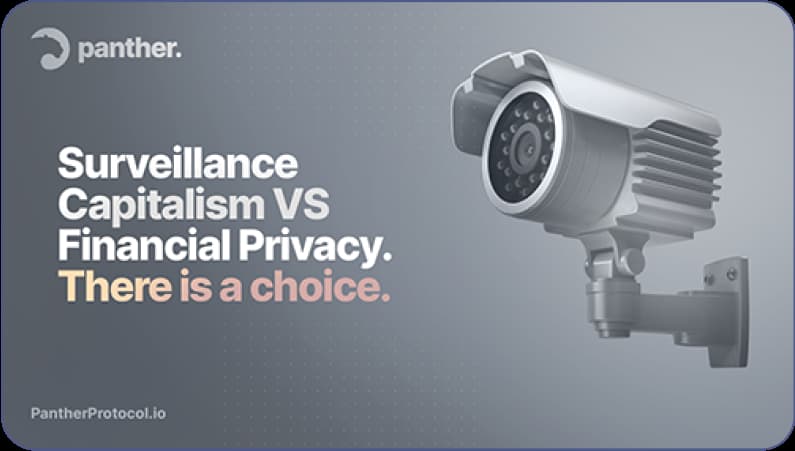 panther.
Surveillance
Capitalism VS
Financial Privacy.
There is a choice.
PantherProtocol.io